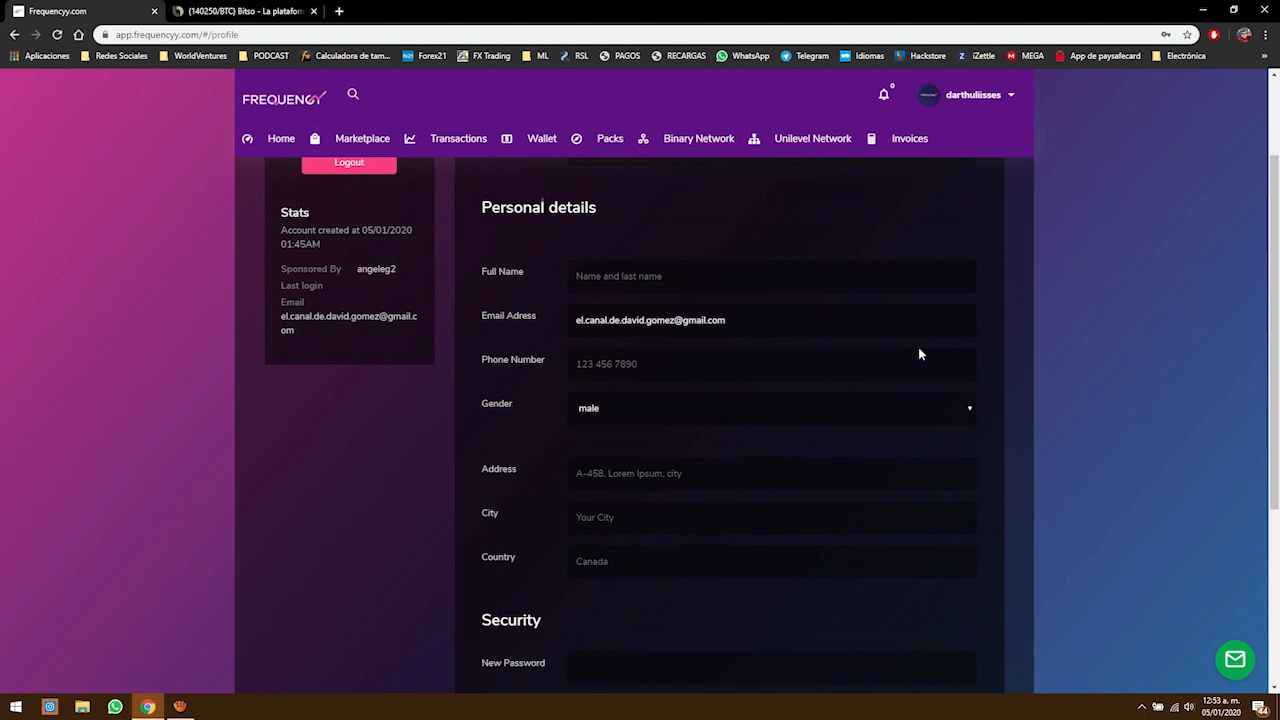 Frequencyy.com
(140250/BTC) Bitso - La plataform
app.frequencyy.com/#/profile
Aplicaciones
Redes Sociales
WorldVentures
PODCAST
Calculadora de tam...
Forex21
FX Trading
ML
RSL
PAGOS
RECARGAS
WhatsApp
Telegram
Idiomas
Hackstore
iZettle
MEGA
App de paysafecard
Electrónica
FREQUENCY
0
darthuliisses
Home
Marketplace
Transactions
Wallet
Packs
Binary Network
Unilevel Network
Invoices
Logout
Stats
Account created at 05/01/2020
01:45AM
Sponsored By angeleg2
Last login
Email
el.canal.de.david.gomez@gmail.c
om
Personal details
Full Name
Name and last name
Email Adress
el.canal.de.david.gomez@gmail.com
Phone Number
123 456 7890
Gender
male
Address
A-458, Lorem Ipsum, city
City
Your City
Country
Canada
Security
New Password
12:53 a. m.
05/01/2020
44